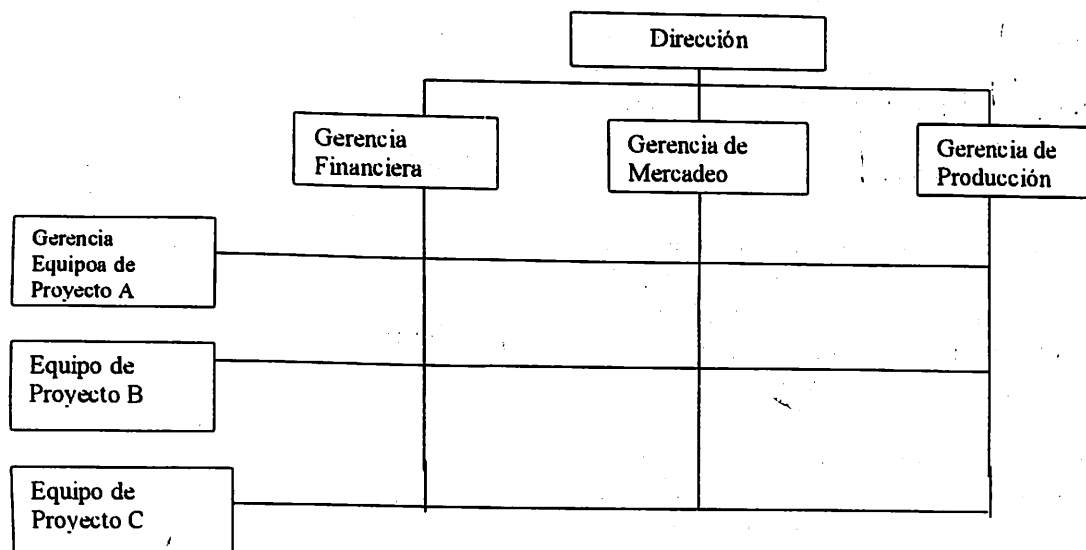 Dirección
Gerencia
Financiera
Gerencia de
Mercadeo
Gerencia de
Producción
Gerencia
Equipoa de
Proyecto A
Equipo de
Proyecto B
Equipo de
Proyecto C